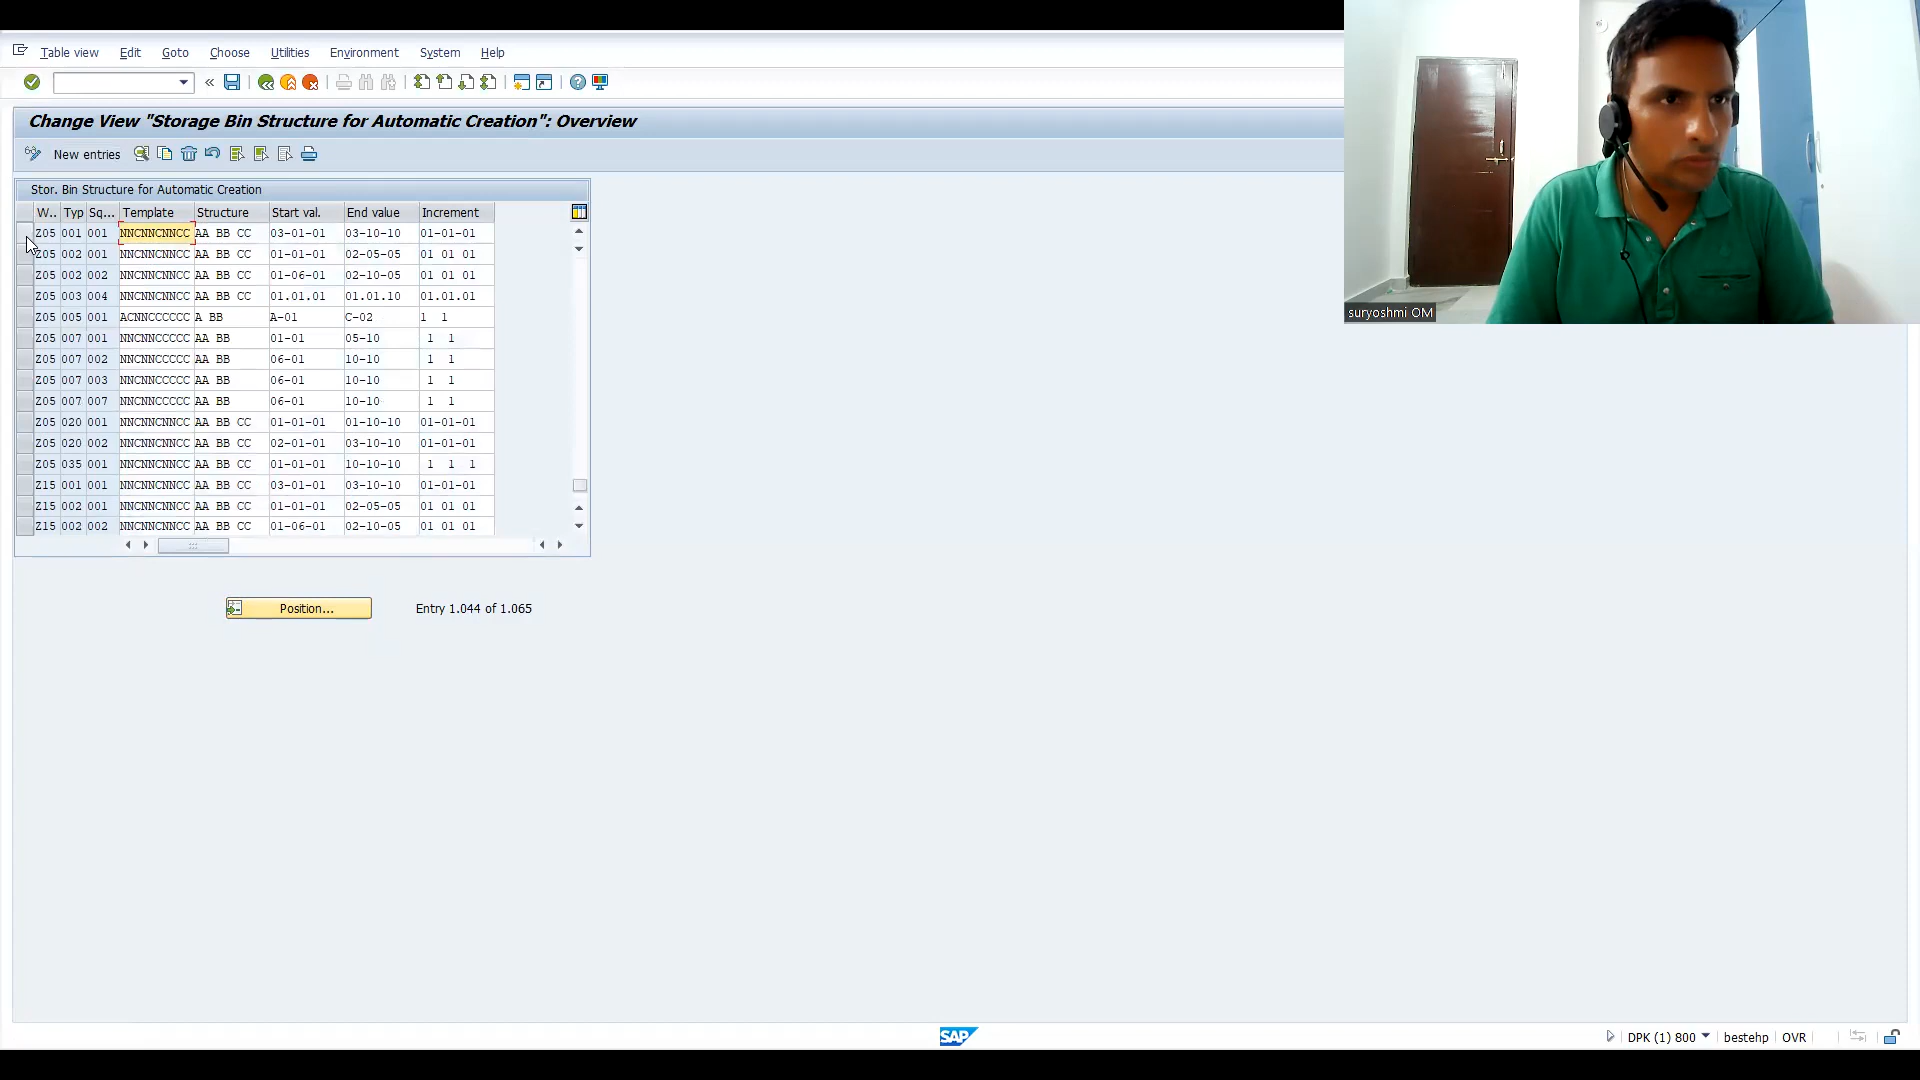 Table view Edit Goto Choose Utilities Environment System Help
Change View "Storage Bin Structure for Automatic Creation": Overview
New entries
Stor. Bin Structure for Automatic Creation
W.. Typ Sq... Template Structure Start val. End value Increment
Z05 001 001 NNCNNCNNCC AA BB CC 03-01-01 03-10-10 01-01-01
Z05 002 001 NNCNNCNNCC AA BB CC 01-01-01 02-05-05 01 01 01
Z05 002 002 NNCNNCNNCC AA BB CC 01-06-01 02-10-05 01 01 01
Z05 003 004 NNCNNCNNCC AA BB CC 01.01.01 01.01.10 01.01.01
Z05 005 001 ACNNCCCCCC A BB A-01 C-02 1 1
Z05 007 001 NNCNNCCCCC AA BB 01-01 05-10 1 1
Z05 007 002 NNCNNCCCCC AA BB 06-01 10-10 1 1
Z05 007 003 NNCNNCCCCC AA BB 06-01 10-10 1 1
Z05 007 007 NNCNNCCCCC AA BB 06-01 10-10 1 1
Z05 020 001 NNCNNCNNCC AA BB CC 01-01-01 01-10-10 01-01-01
Z05 020 002 NNCNNCNNCC AA BB CC 02-01-01 03-10-10 01-01-01
Z05 035 001 NNCNNCNNCC AA BB CC 01-01-01 10-10-10 1 1 1
Z15 001 001 NNCNNCNNCC AA BB CC 03-01-01 03-10-10 01-01-01
Z15 002 001 NNCNNCNNCC AA BB CC 01-01-01 02-05-05 01 01 01
Z15 002 002 NNCNNCNNCC AA BB CC 01-06-01 02-10-05 01 01 01
Position... Entry 1.044 of 1.065
suryoshmi OM
SAP
DPK (1) 800 bestehp OVR